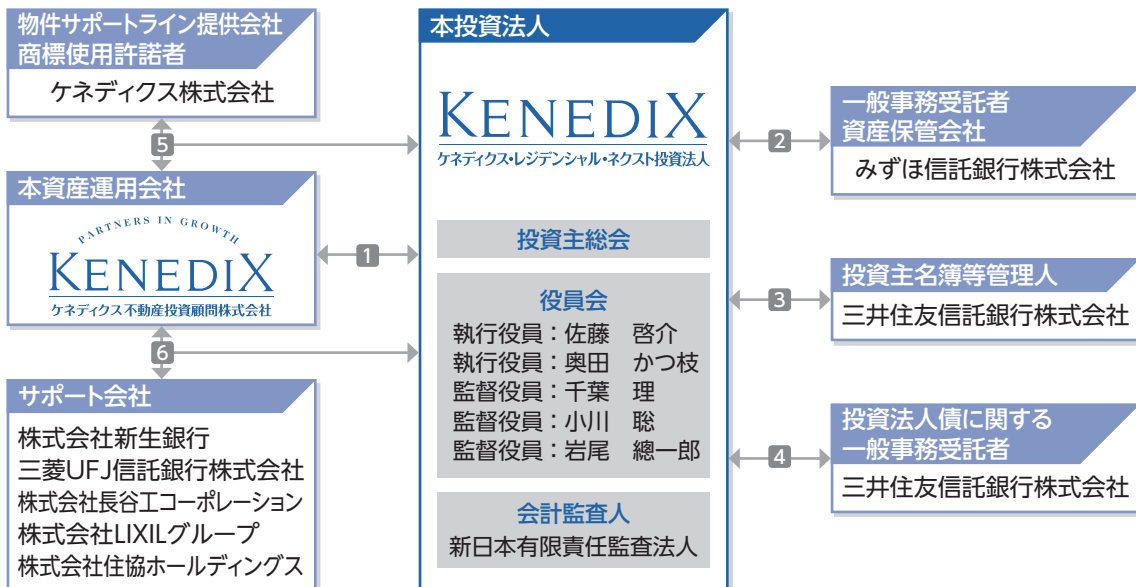 物件サポートライン提供会社
商標使用許諾者
ケネディクス株式会社
5
本資産運用会社
PARTNERS IN GROWTH
KENEDIX
ケネディクス不動産投資顧問株式会社
1
6
サポート会社
株式会社新生銀行
三菱UFJ信託銀行株式会社
株式会社長谷工コーポレーション
株式会社LIXILグループ
株式会社住協ホールディングス
本投資法人
KENEDIX
ケネディクス・レジデンシャル・ネクスト投資法人
投資主総会
役員会
執行役員：佐藤　啓介
執行役員：奥田　かつ枝
監督役員：千葉　理
監督役員：小川　聡
監督役員：岩尾　總一郎
会計監査人
新日本有限責任監査法人
2
一般事務受託者
資産保管会社
みずほ信託銀行株式会社
3
投資主名簿等管理人
三井住友信託銀行株式会社
4
投資法人債に関する
一般事務受託者
三井住友信託銀行株式会社